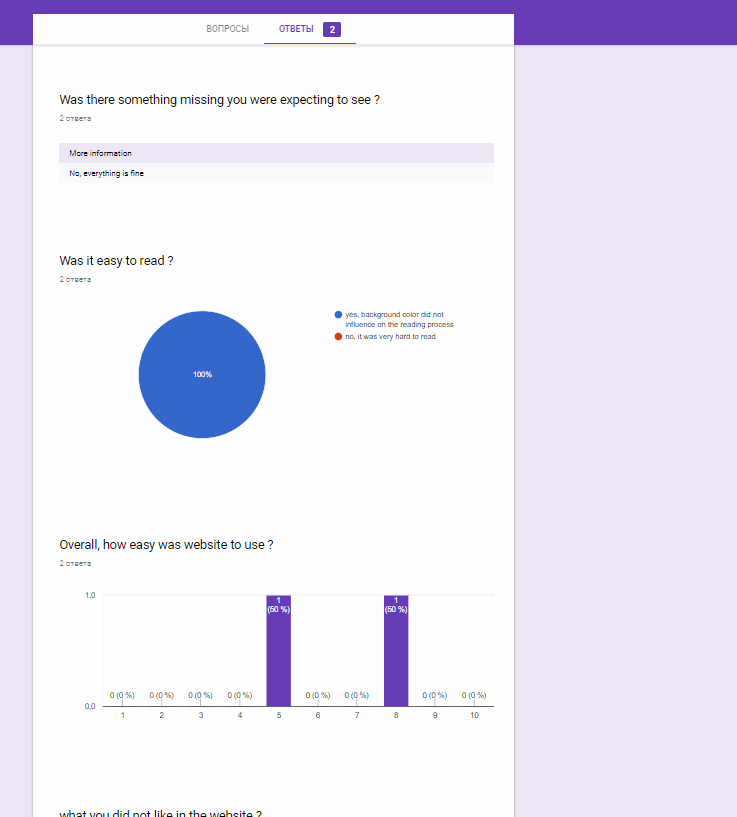 ВОПРОСЫ ОТВЕТЫ 2
Was there something missing you were expecting to see ?
2 ответа
More information
No, everything is fine
Was it easy to read ?
2 ответа
100%
yes, background color did not
influence on the reading process
no, it was very hard to read
Overall, how easy was website to use ?
2 ответа
1,0
1
(50 %)
1
(50 %)
0 (0 %) 0 (0 %) 0 (0 %) 0 (0 %) 0 (0 %) 0 (0 %) 0 (0 %) 0 (0 %)
0,0
1 2 3 4 5 6 7 8 9 10
what you did not like in the website ?